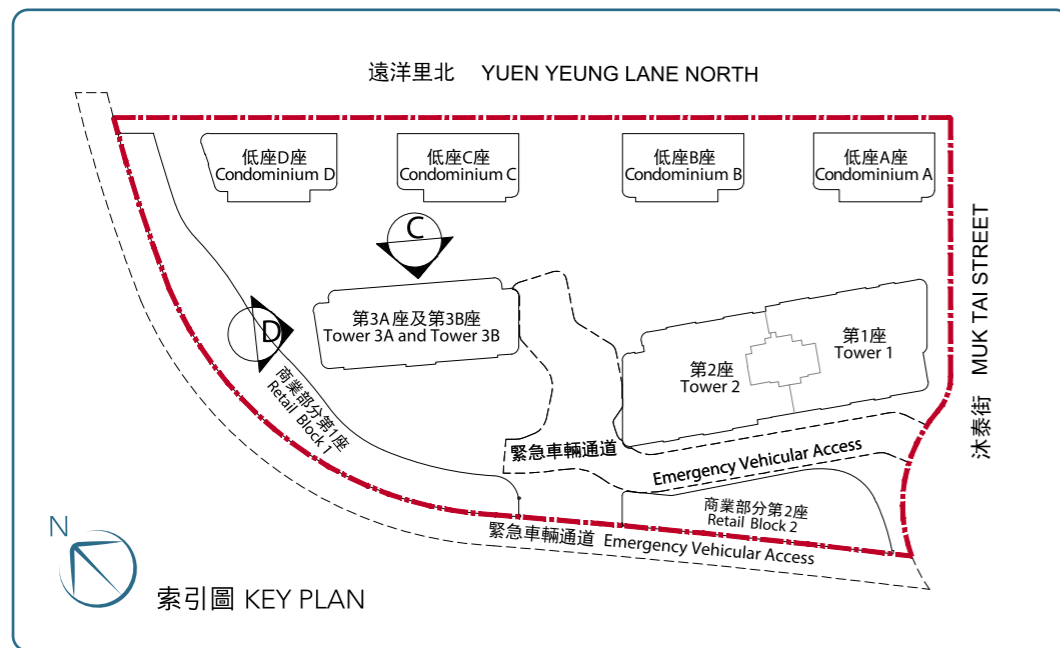 遠洋里北 YUEN YEUNG LANE NORTH
低座D座
Condominium D
低座C座
Condominium C
低座B座
Condominium B
低座A座
Condominium A
沐泰街 MUK TAI STREET
C
D
第3A座及第3B座
Tower 3A and Tower 3B
第2座
Tower 2
第1座
Tower 1
商業部分第1座
Retail Block 1
緊急車輛通道
Emergency Vehicular Access
商業部分第2座
Retail Block 2
緊急車輛通道 Emergency Vehicular Access
N
索引圖 KEY PLAN